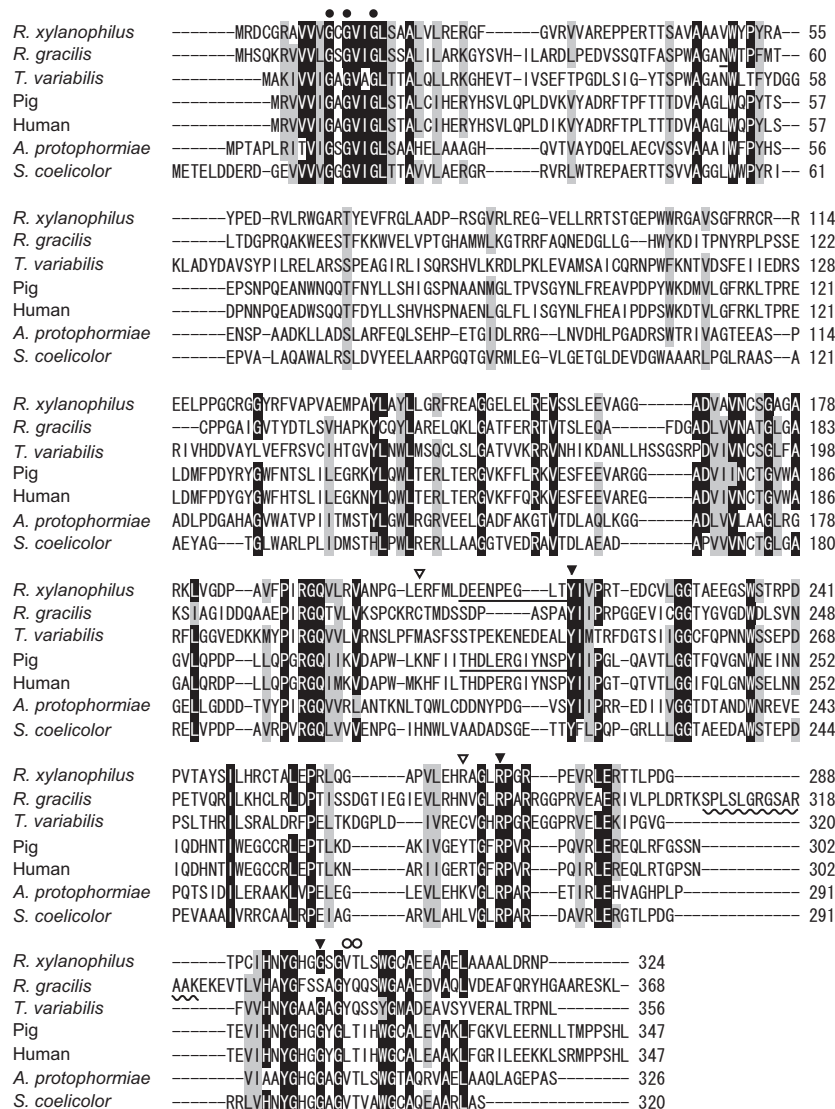 R. xylanophilus -------MRDCGRAVVVGCGVIGLSAALVLRERGF------GVRVVAREPPERTTSAVAAAVWYPYRA-- 55
R. gracilis -------MHSQKRVVVLGSGVIGLSSALILARKGYSVH-ILARDLPEDVSSQTFASPWAGANWTPFMT-- 60
T. variabilis ---------MAKIVVIGAGVAGLTTALQLLRKGHEVT-IVSEFTPGDLSIG-YTSPWAGANWLTFYDGG 58
Pig ---------MRVVVIGAGVIGLSTALCIHERYHSVLQPLDVKVYADRFTPFTTTDVAAGLWQPYTS-- 57
Human ---------MRVVVIGAGVIGLSTALCIHERYHSVLQPLDIKVYADRFTPLTTTDVAAGLWQPYLS-- 57
A. protophormiae ------MPTAPLRITVIGSGVIGLSAAHELAAAGH------QVTVAYDQELAECVSSVAAAIWFPYHS-- 56
S. coelicolor METELDDERD-GEVVVVGGGVIGLTTAVVLAERGR------RVRLWTREPAERTTSVVAGGLWWPYRI-- 61
R. xylanophilus ------YPED-RVLRWGARTYEVFRGLAADP-RSGVRLREG-VELLRRTSTGEPWWRGAVSGFRRCR--R 114
R. gracilis ------LTDGPRQAKWEESTFKKWVELVPTGHAMWLKGTRRFAQNEDGLLG--HWYKDITPNYRPLPSSE 122
T. variabilis KLADYDAVSYPILRELARSSPEAGIRLISQRSHVLKRDLPKLEVAMSAICQRNPWFKNTVDSFEIIEDRS 128
Pig ------EPSNPQEANWNQQTFNYLLSHIGSPNAANMGLTPVSGYNLFREAVPDPYWKDMVLGFRKLTPRE 121
Human ------DPNNPQEADWSQQTFDYLLSHVHSPNAENLGLFLISGYNLFHEAIPDPSWKDTVLGFRKLTPRE 121
A. protophormiae ------ENSP-AADKLLADSLARFEQLSEHP-ETGIDLRRG--LNVDHLPGADRSWTRIVAGTEEAS--P 114
S. coelicolor ------EPVA-LAQAWALRSLDVYEELAARPGQTGVRMLEG-VLGETGLDEVDGWAAARLPGLRAAS--A 121
R. xylanophilus EELPPGCRGGYRFVAPVAEMPAYLAYLLGRFREAGGELELREVSSLEEVAGG------ADVAVNCSGAGA 178
R. gracilis ---CPPGAIGVTYDTLSVHAPKYCQYLARELQKLGATFERRTVTSLEQA------FDGADLVVNATGLGA 183
T. variabilis RIVHDDVAYLVEFRSVCIHTGVYLNWLMSQCLSLGATVVKRRVNHIKDANLLHSSGSRPDVIVNCSGLFA 198
Pig LDMFPDYRYGWFNTSLILEGRKYLQWLTERLTERGVKFFLRKVESFEEVARGG-----ADVIINCTGVWA 186
Human LDMFPDYGYGWFHTSLILEGKNYLQWLTERLTERGVKFFQRKVESFEEVAREG-----ADVIVNCTGVWA 186
A. protophormiae ADLPDGAHAGVWATVPIITMSTYLGWLRGRVEELGADFAKGTVTDLAQLKGG------ADLVVLAAGLRG 178
S. coelicolor AEYAG---TGLWARLPLIDMSTHLPWLRERLLAAGGTVEDRAVTDLAEAD--------APVVVNCTGLGA 180
R. xylanophilus RKLVGDP--AVFPIRGQVLRVANPG-LERFMLDEENPEG---LTYIVPRT-EDCVLGGTAEEGSWSTRPD 241
R. gracilis KSIAGIDDQAAEPIRGQTVLVKSPCKRCTMDSSDP-----ASPAYIIPRPGGEVICGGTYGVGDWDLSVN 248
T. variabilis RFLGGVEDKKMYPIRGQVVLVRNSLPFMASFSSTPEKENEDEALYIMTRFDGTSIIGGCFQPNNWSSEPD 268
Pig GVLQPDP--LLQPGRGQIIKVDAPW-LKNFIITHDLERGIYNSPYIIPGL-QAVTLGGTFQVGNWNEINN 252
Human GALQRDP--LLQPGRGQIMKVDAPW-MKHFILTHDPERGIYNSPYIIPGT-QTVTLGGIFQLGNWSELNN 252
A. protophormiae GELLGDDD-TVYPIRGQVVRLANTKNLTQWLCDDNYPDG---VSYIIPRR-EDIIVGGTDTANDWNREVE 243
S. coelicolor RELVPDP--AVRPVRGQLVVVENPG-IHNWLVAADADSGE--TTYFLPQP-GRLLLGGTAEEDAWSTEPD 244
R. xylanophilus PVTAYSILHRCTALEPRLQG------APVLEHRAGLRPGR---PEVRLERTTLPDG-------------- 288
R. gracilis PETVQRILKHCLRLDPTISSDGTIEGIEVLRHNVGLRPARRGGPRVEAERIVLPLDRTKSPLSLGRGSAR 318
T. variabilis PSLTHRILSRALDRFPELTKDGPLD---IVRECVGHRPGREGGPRVELEKIPGVG--------------- 320
Pig IQDHNTIWEGCCRLEPTLKD------AKIVGEYTGFRPVR---PQVRLEREQLRFGSSN----------- 302
Human IQDHNTIWEGCCRLEPTLKN------ARIIGERTGFRPVR---PQIRLEREQLRTGPSN----------- 302
A. protophormiae PQTSIDILERAAKLVPELEG------LEVLEHKVGLRPAR---ETIRLEHVAGHPLP------------- 291
S. coelicolor PEVAAAIVRRCAALRPEIAG------ARVLAHLVGLRPAR---DAVRLERGTLPDG-------------- 291
R. xylanophilus ------TPCIHNYGHGGSGVTLSWGCAEEAAELAAAALDRNP--------- 324
R. gracilis AAKEKEVTLVHAYGFSSAGYQQSWGAAEDVAQLVDEAFQRYHGAARESKL- 368
T. variabilis -------FVVHNYGAAGAGYQSSYGMADEAVSYVERALTRPNL-------- 356
Pig ------TEVIHNYGHGGYGLTIHWGCALEVAKLFGKVLEERNLLTMPPSHL 347
Human ------TEVIHNYGHGGYGLTIHWGCALEAAKLFGRILEEKKLSRMPPSHL 347
A. protophormiae --------VIAAYGHGGAGVTLSWGTAQRVAELAAQLAGEPAS-------- 326
S. coelicolor -----RRLVHNYGHGGAGVTVAWGCAQEAARLAS---------------- 320